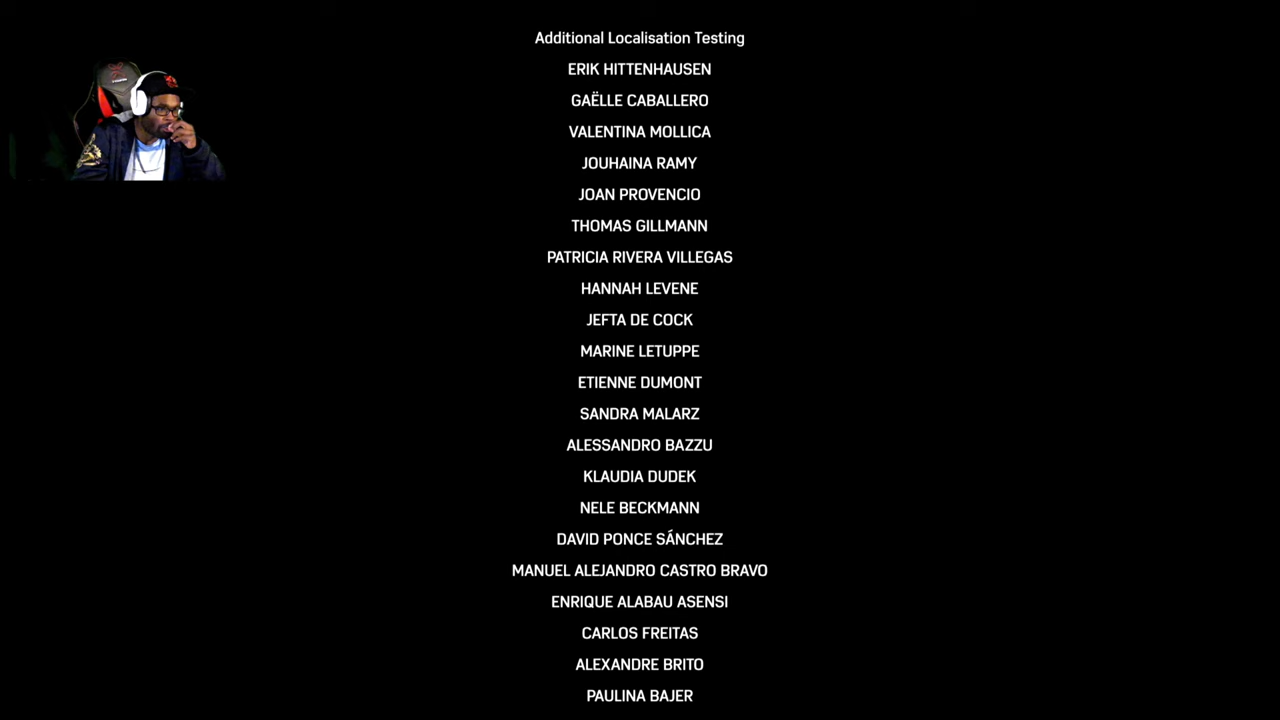 Additional Localisation Testing
ERIK HITTENHAUSEN
GAËLLE CABALLERO
VALENTINA MOLLICA
JOUHAINA RAMY
JOAN PROVENCIO
THOMAS GILLMANN
PATRICIA RIVERA VILLEGAS
HANNAH LEVENE
JEFTA DE COCK
MARINE LETUPPE
ETIENNE DUMONT
SANDRA MALARZ
ALESSANDRO BAZZU
KLAUDIA DUDEK
NELE BECKMANN
DAVID PONCE SÁNCHEZ
MANUEL ALEJANDRO CASTRO BRAVO
ENRIQUE ALABAU ASENSI
CARLOS FREITAS
ALEXANDRE BRITO
PAULINA BAJER